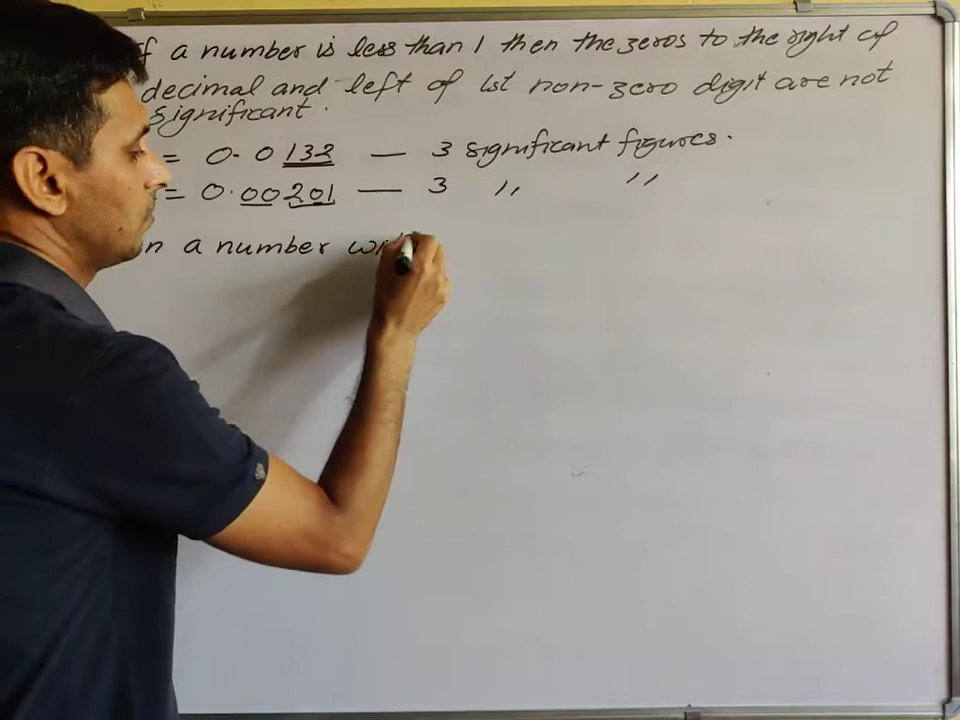 f a number is less than 1 then the zeros to the right of
decimal and left of 1st non-zero digit are not
significant.
= 0.0132 — 3 significant figures.
= 0.00201 — 3 ,, ,,
n a number